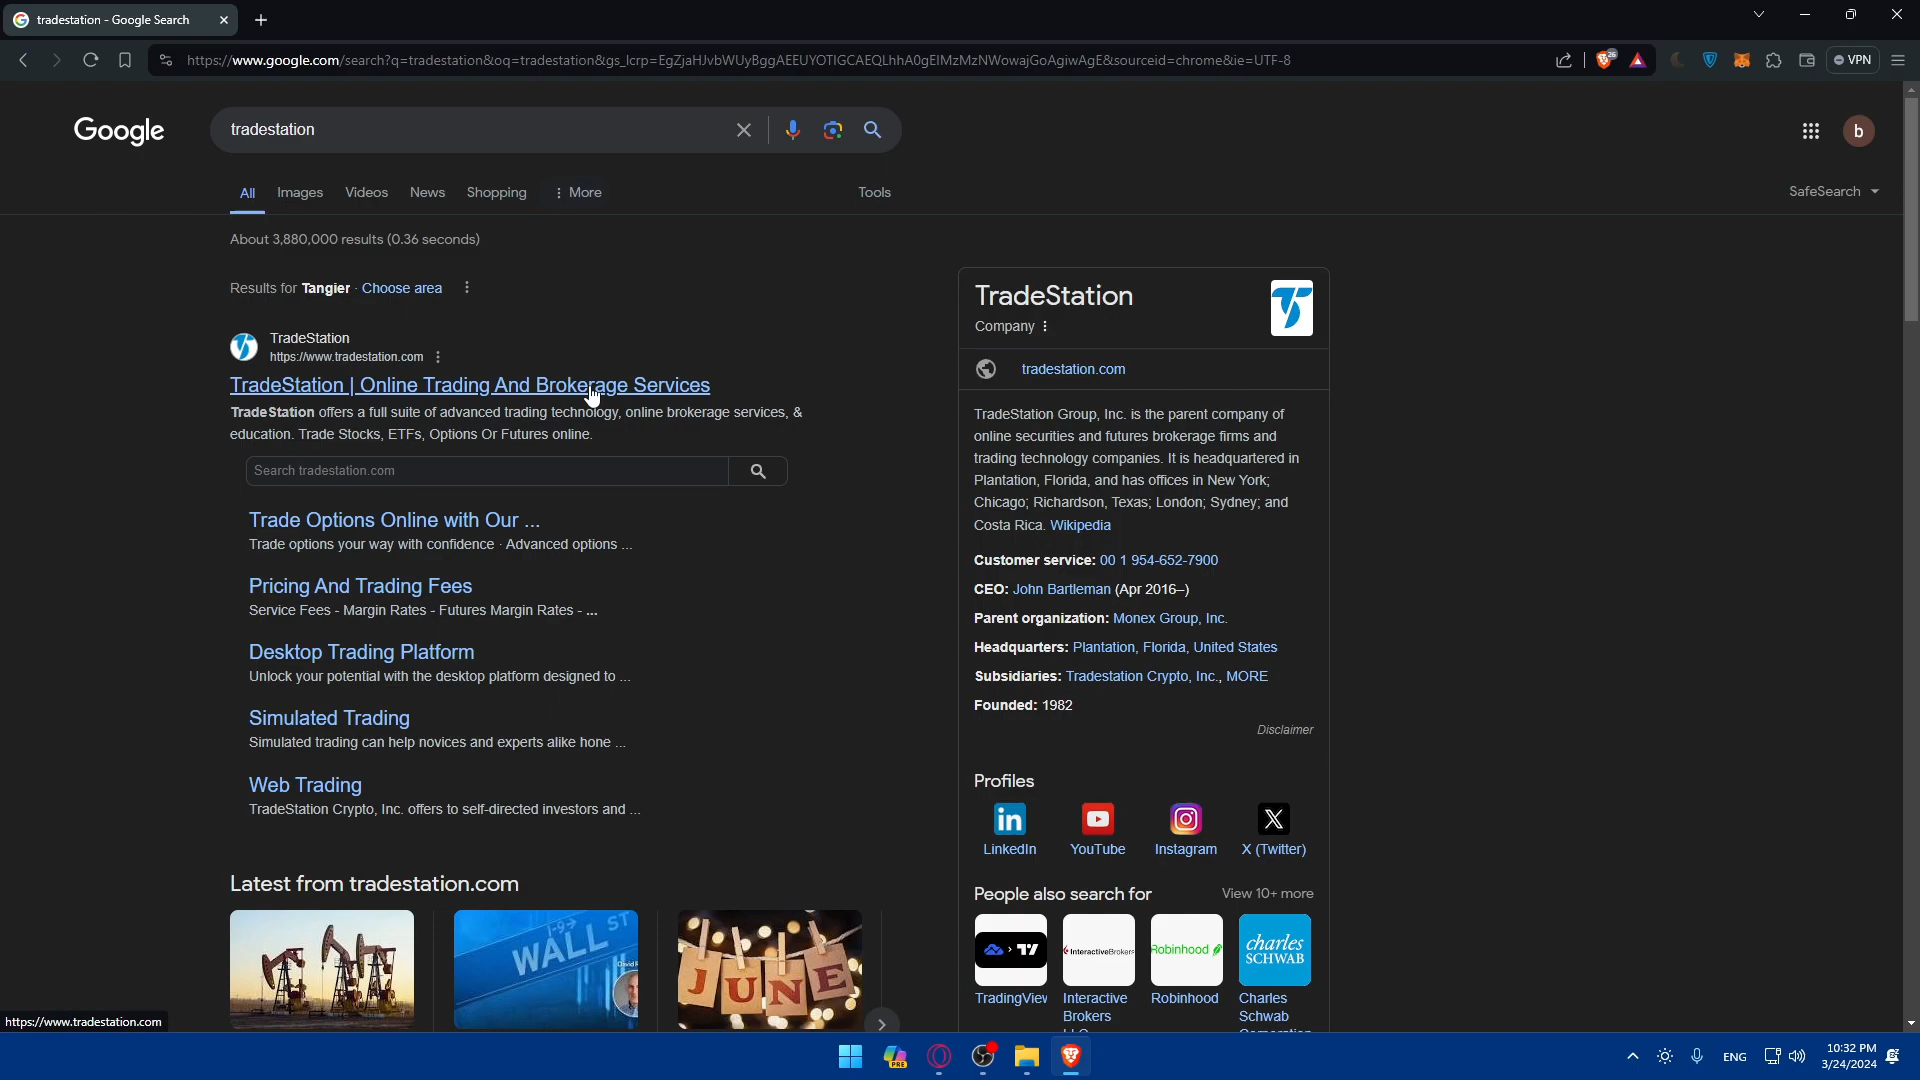 tradestation - Google Search
https://www.google.com/search?q=tradestation&oq=tradestation&gs_lcrp=EgZjaHJvbWUyBggAEEUYOTIGCAEQLhhA0gEIMzMzNWowajGoAgiwAgE&sourceid=chrome&ie=UTF-8
26
VPN
Google
tradestation
b
All
Images
Videos
News
Shopping
More
Tools
SafeSearch
About 3,880,000 results (0.36 seconds)
Results for Tangier · Choose area
TradeStation
https://www.tradestation.com
TradeStation | Online Trading And Brokerage Services
TradeStation offers a full suite of advanced trading technology, online brokerage services, &
education. Trade Stocks, ETFs, Options Or Futures online.
Search tradestation.com
Trade Options Online with Our ...
Trade options your way with confidence · Advanced options ...
Pricing And Trading Fees
Service Fees - Margin Rates - Futures Margin Rates - ...
Desktop Trading Platform
Unlock your potential with the desktop platform designed to ...
Simulated Trading
Simulated trading can help novices and experts alike hone ...
Web Trading
TradeStation Crypto, Inc. offers to self-directed investors and ...
Latest from tradestation.com
WALL ST
JUNE
TradeStation
Company
tradestation.com
TradeStation Group, Inc. is the parent company of
online securities and futures brokerage firms and
trading technology companies. It is headquartered in
Plantation, Florida, and has offices in New York;
Chicago; Richardson, Texas; London; Sydney; and
Costa Rica. Wikipedia
Customer service: 00 1 954-652-7900
CEO: John Bartleman (Apr 2016–)
Parent organization: Monex Group, Inc.
Headquarters: Plantation, Florida, United States
Subsidiaries: Tradestation Crypto, Inc., MORE
Founded: 1982
Disclaimer
Profiles
LinkedIn
YouTube
Instagram
X (Twitter)
People also search for
View 10+ more
InteractiveBrokers
Robinhood
charles
SCHWAB
TradingView
Interactive
Brokers
Robinhood
Charles
Schwab
https://www.tradestation.com
PRE
ENG
10:32 PM
3/24/2024